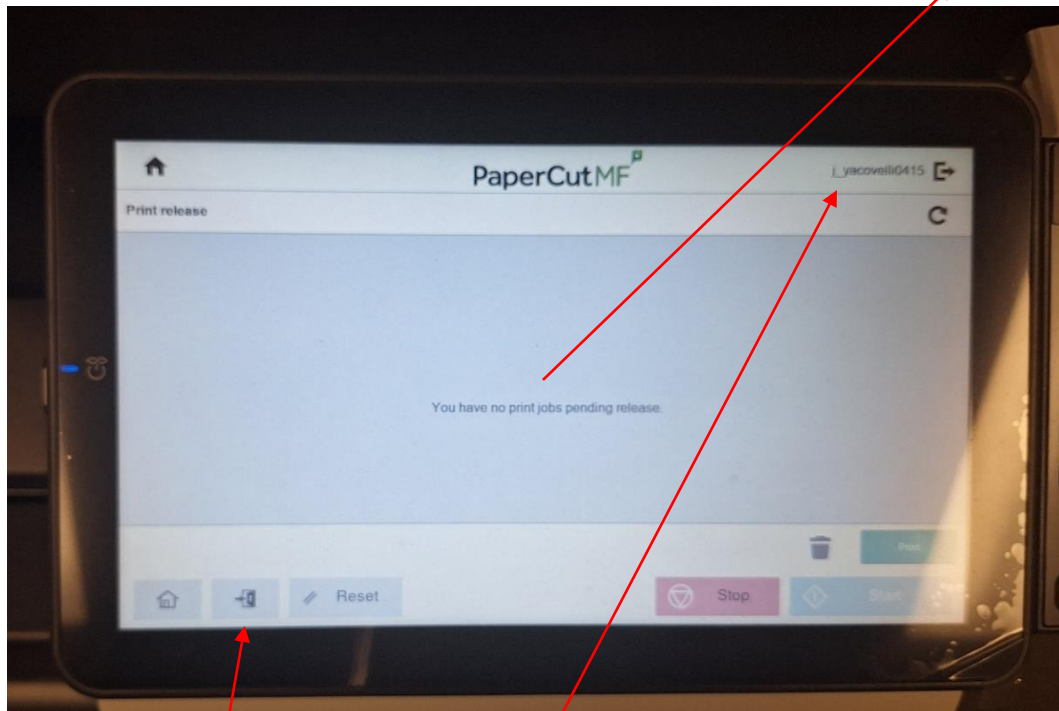 PaperCutMF
j_yacovelli0415
Print release
You have no print jobs pending release.
Print
Reset
Stop
Start